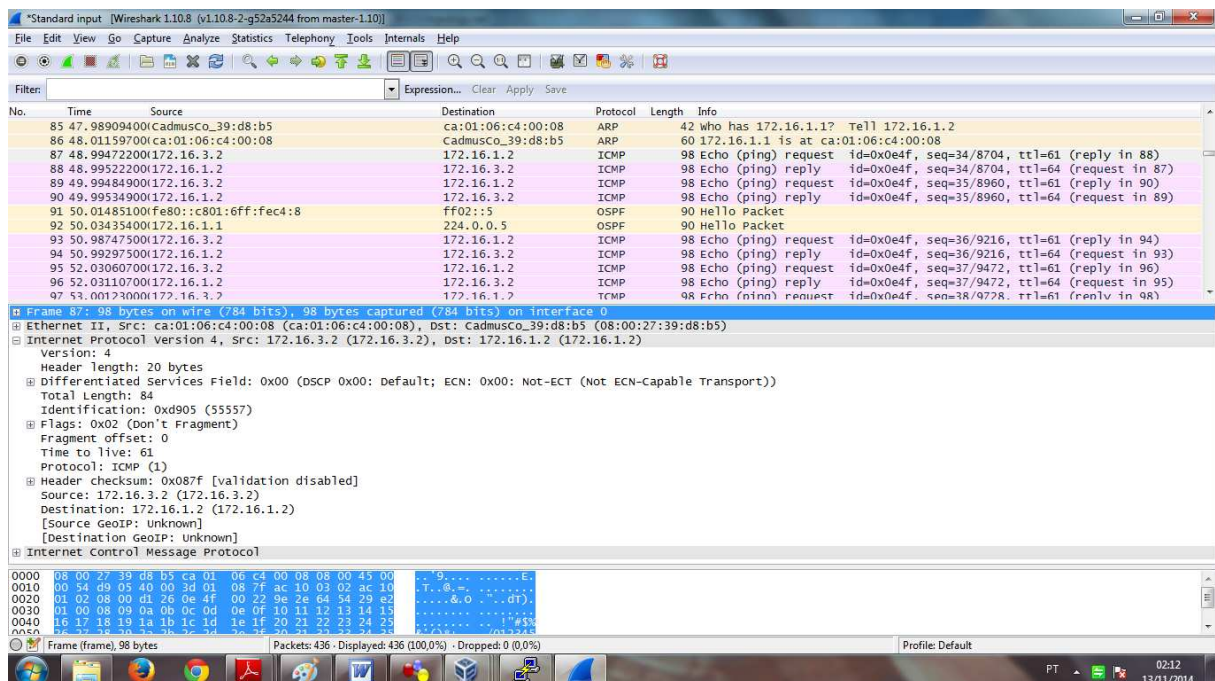 *Standard input [Wireshark 1.10.8 (v1.10.8-2-g52a5244 from master-1.10)]
File Edit View Go Capture Analyze Statistics Telephony Tools Internals Help
Filter: Expression... Clear Apply Save
No. Time Source Destination Protocol Length Info
85 47.98909400(CadmusCo_39:d8:b5 ca:01:06:c4:00:08 ARP 42 Who has 172.16.1.1? Tell 172.16.1.2
86 48.01159700(ca:01:06:c4:00:08 CadmusCo_39:d8:b5 ARP 60 172.16.1.1 is at ca:01:06:c4:00:08
87 48.99472200(172.16.3.2 172.16.1.2 ICMP 98 Echo (ping) request id=0x0e4f, seq=34/8704, ttl=61 (reply in 88)
88 48.99522200(172.16.1.2 172.16.3.2 ICMP 98 Echo (ping) reply id=0x0e4f, seq=34/8704, ttl=64 (request in 87)
89 49.99484900(172.16.3.2 172.16.1.2 ICMP 98 Echo (ping) request id=0x0e4f, seq=35/8960, ttl=61 (reply in 90)
90 49.99534900(172.16.1.2 172.16.3.2 ICMP 98 Echo (ping) reply id=0x0e4f, seq=35/8960, ttl=64 (request in 89)
91 50.01485100(fe80::c801:6ff:fec4:8 ff02::5 OSPF 90 Hello Packet
92 50.03435400(172.16.1.1 224.0.0.5 OSPF 90 Hello Packet
93 50.98747500(172.16.3.2 172.16.1.2 ICMP 98 Echo (ping) request id=0x0e4f, seq=36/9216, ttl=61 (reply in 94)
94 50.99297500(172.16.1.2 172.16.3.2 ICMP 98 Echo (ping) reply id=0x0e4f, seq=36/9216, ttl=64 (request in 93)
95 52.03060700(172.16.3.2 172.16.1.2 ICMP 98 Echo (ping) request id=0x0e4f, seq=37/9472, ttl=61 (reply in 96)
96 52.03110700(172.16.1.2 172.16.3.2 ICMP 98 Echo (ping) reply id=0x0e4f, seq=37/9472, ttl=64 (request in 95)
97 53.00123000(172.16.3.2 172.16.1.2 ICMP 98 Echo (ping) request id=0x0e4f, seq=38/9728, ttl=61 (reply in 98)
Frame 87: 98 bytes on wire (784 bits), 98 bytes captured (784 bits) on interface 0
Ethernet II, Src: ca:01:06:c4:00:08 (ca:01:06:c4:00:08), Dst: CadmusCo_39:d8:b5 (08:00:27:39:d8:b5)
Internet Protocol Version 4, Src: 172.16.3.2 (172.16.3.2), Dst: 172.16.1.2 (172.16.1.2)
Version: 4
Header length: 20 bytes
Differentiated Services Field: 0x00 (DSCP 0x00: Default; ECN: 0x00: Not-ECT (Not ECN-Capable Transport))
Total Length: 84
Identification: 0xd905 (55557)
Flags: 0x02 (Don't Fragment)
Fragment offset: 0
Time to live: 61
Protocol: ICMP (1)
Header checksum: 0x087f [validation disabled]
Source: 172.16.3.2 (172.16.3.2)
Destination: 172.16.1.2 (172.16.1.2)
[Source GeoIP: Unknown]
[Destination GeoIP: Unknown]
Internet Control Message Protocol
0000 08 00 27 39 d8 b5 ca 01 06 c4 00 08 08 00 45 00 ..'9.... ......E.
0010 00 54 d9 05 40 00 3d 01 08 7f ac 10 03 02 ac 10 .T..@.=. ........
0020 01 02 08 00 d1 26 0e 4f 00 22 9e 2e 64 54 29 e2 .....&.O ."..dT).
0030 01 00 08 09 0a 0b 0c 0d 0e 0f 10 11 12 13 14 15 ........ ........
0040 16 17 18 19 1a 1b 1c 1d 1e 1f 20 21 22 23 24 25 ........ .. !"#$%
0050 26 27 28 29 2a 2b 2c 2d 2e 2f 30 31 32 33 34 35 &'()*+,- ./012345
Frame (frame), 98 bytes Packets: 436 · Displayed: 436 (100,0%) · Dropped: 0 (0,0%) Profile: Default
PT 02:12
13/11/2014